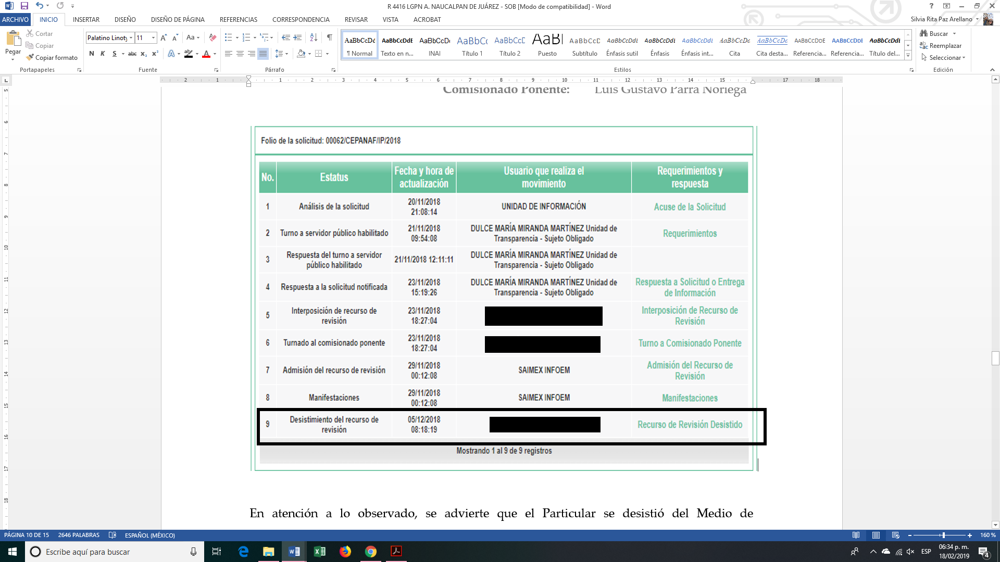 R 4416 LGPN A. NAUCALPAN DE JUÁREZ - SOB [Modo de compatibilidad] - Word
ARCHIVO INICIO INSERTAR DISEÑO DISEÑO DE PÁGINA REFERENCIAS CORRESPONDENCIA REVISAR VISTA ACROBAT
Silvia Rita Paz Arellano
Pegar
Cortar
Copiar
Copiar formato
Portapapeles
Palatino Linoty 11
N K S abc x₂ x²
Fuente
Párrafo
AaBbCcDc AaBbCcDdE AaBbCcDc AaBbCc AaBbCcD AaBl AaBbCcD AaBbCcDdE AaBbCcDdE AaBbCcDdE AaBbCcDc AaBbCcDc AABBCCDDE AABBCCDDE AaBbCcDdE
¶ Normal Texto en n... INAI Título 1 Título 2 Puesto Subtítulo Énfasis sutil Énfasis Énfasis int... Cita Cita desta... Referencia... Referencia... Título del...
Estilos
Buscar
Reemplazar
Seleccionar
Edición
2 1 1 2 3 4 5 6 7 8 9 10 11 12 13 14 15 17 18
5 6 7 8 9 10 11 12 13 14 15 16 17 18
Comisionado Ponente: Luis Gustavo Parra Noriega
Folio de la solicitud: 00062/CEPANAF/IP/2018
No. Estatus Fecha y hora de actualización Usuario que realiza el movimiento Requerimientos y respuesta
1 Análisis de la solicitud 20/11/2018 21:08:14 UNIDAD DE INFORMACIÓN Acuse de la Solicitud
2 Turno a servidor público habilitado 21/11/2018 09:54:08 DULCE MARÍA MIRANDA MARTÍNEZ Unidad de Transparencia - Sujeto Obligado Requerimientos
3 Respuesta del turno a servidor público habilitado 21/11/2018 12:11:11 DULCE MARÍA MIRANDA MARTÍNEZ Unidad de Transparencia - Sujeto Obligado
4 Respuesta a la solicitud notificada 23/11/2018 15:19:26 DULCE MARÍA MIRANDA MARTÍNEZ Unidad de Transparencia - Sujeto Obligado Respuesta a Solicitud o Entrega de Información
5 Interposición de recurso de revisión 23/11/2018 18:27:04 Interposición de Recurso de Revisión
6 Turnado al comisionado ponente 23/11/2018 18:27:04 Turno a Comisionado Ponente
7 Admisión del recurso de revisión 29/11/2018 00:12:08 SAIMEX INFOEM Admisión del Recurso de Revisión
8 Manifestaciones 29/11/2018 00:12:08 SAIMEX INFOEM Manifestaciones
9 Desistimiento del recurso de revisión 05/12/2018 08:18:19 Recurso de Revisión Desistido
Mostrando 1 al 9 de 9 registros
En atención a lo observado, se advierte que el Particular se desistió del Medio de
PÁGINA 10 DE 15 2646 PALABRAS ESPAÑOL (MÉXICO) 160 %
Escribe aquí para buscar
ESP
06:34 p. m.
18/02/2019
4